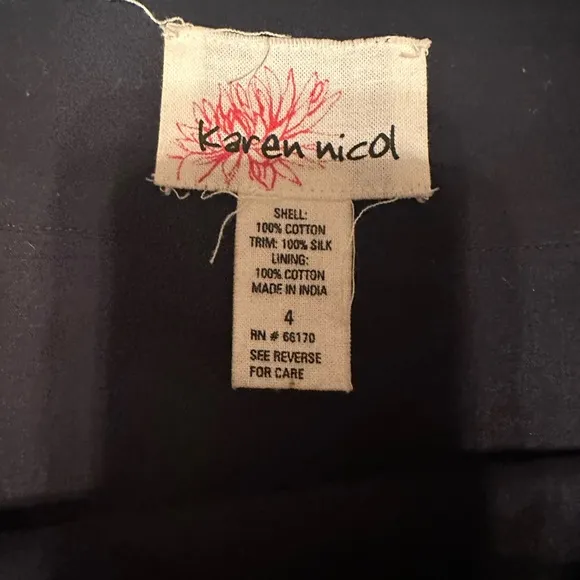 karen nicol
SHELL:
100% COTTON
TRIM: 100% SILK
LINING:
100% COTTON
MADE IN INDIA
4
RN # 66170
SEE REVERSE
FOR CARE